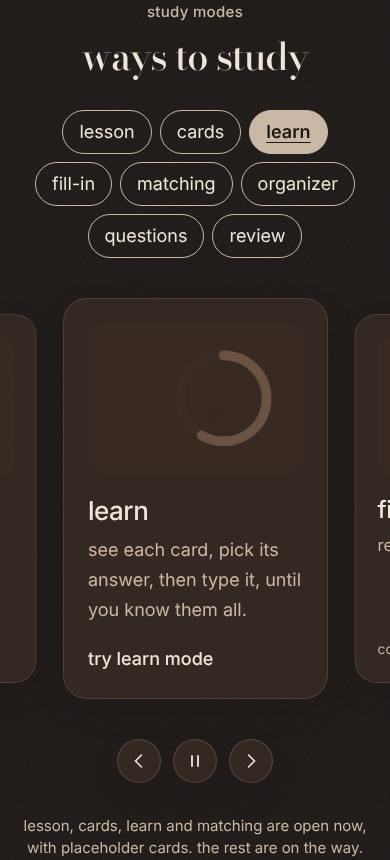 study modes
ways to study
lesson
cards
learn
fill-in
matching
organizer
questions
review
learn
see each card, pick its
answer, then type it, until
you know them all.
try learn mode
lesson, cards, learn and matching are open now,
with placeholder cards. the rest are on the way.